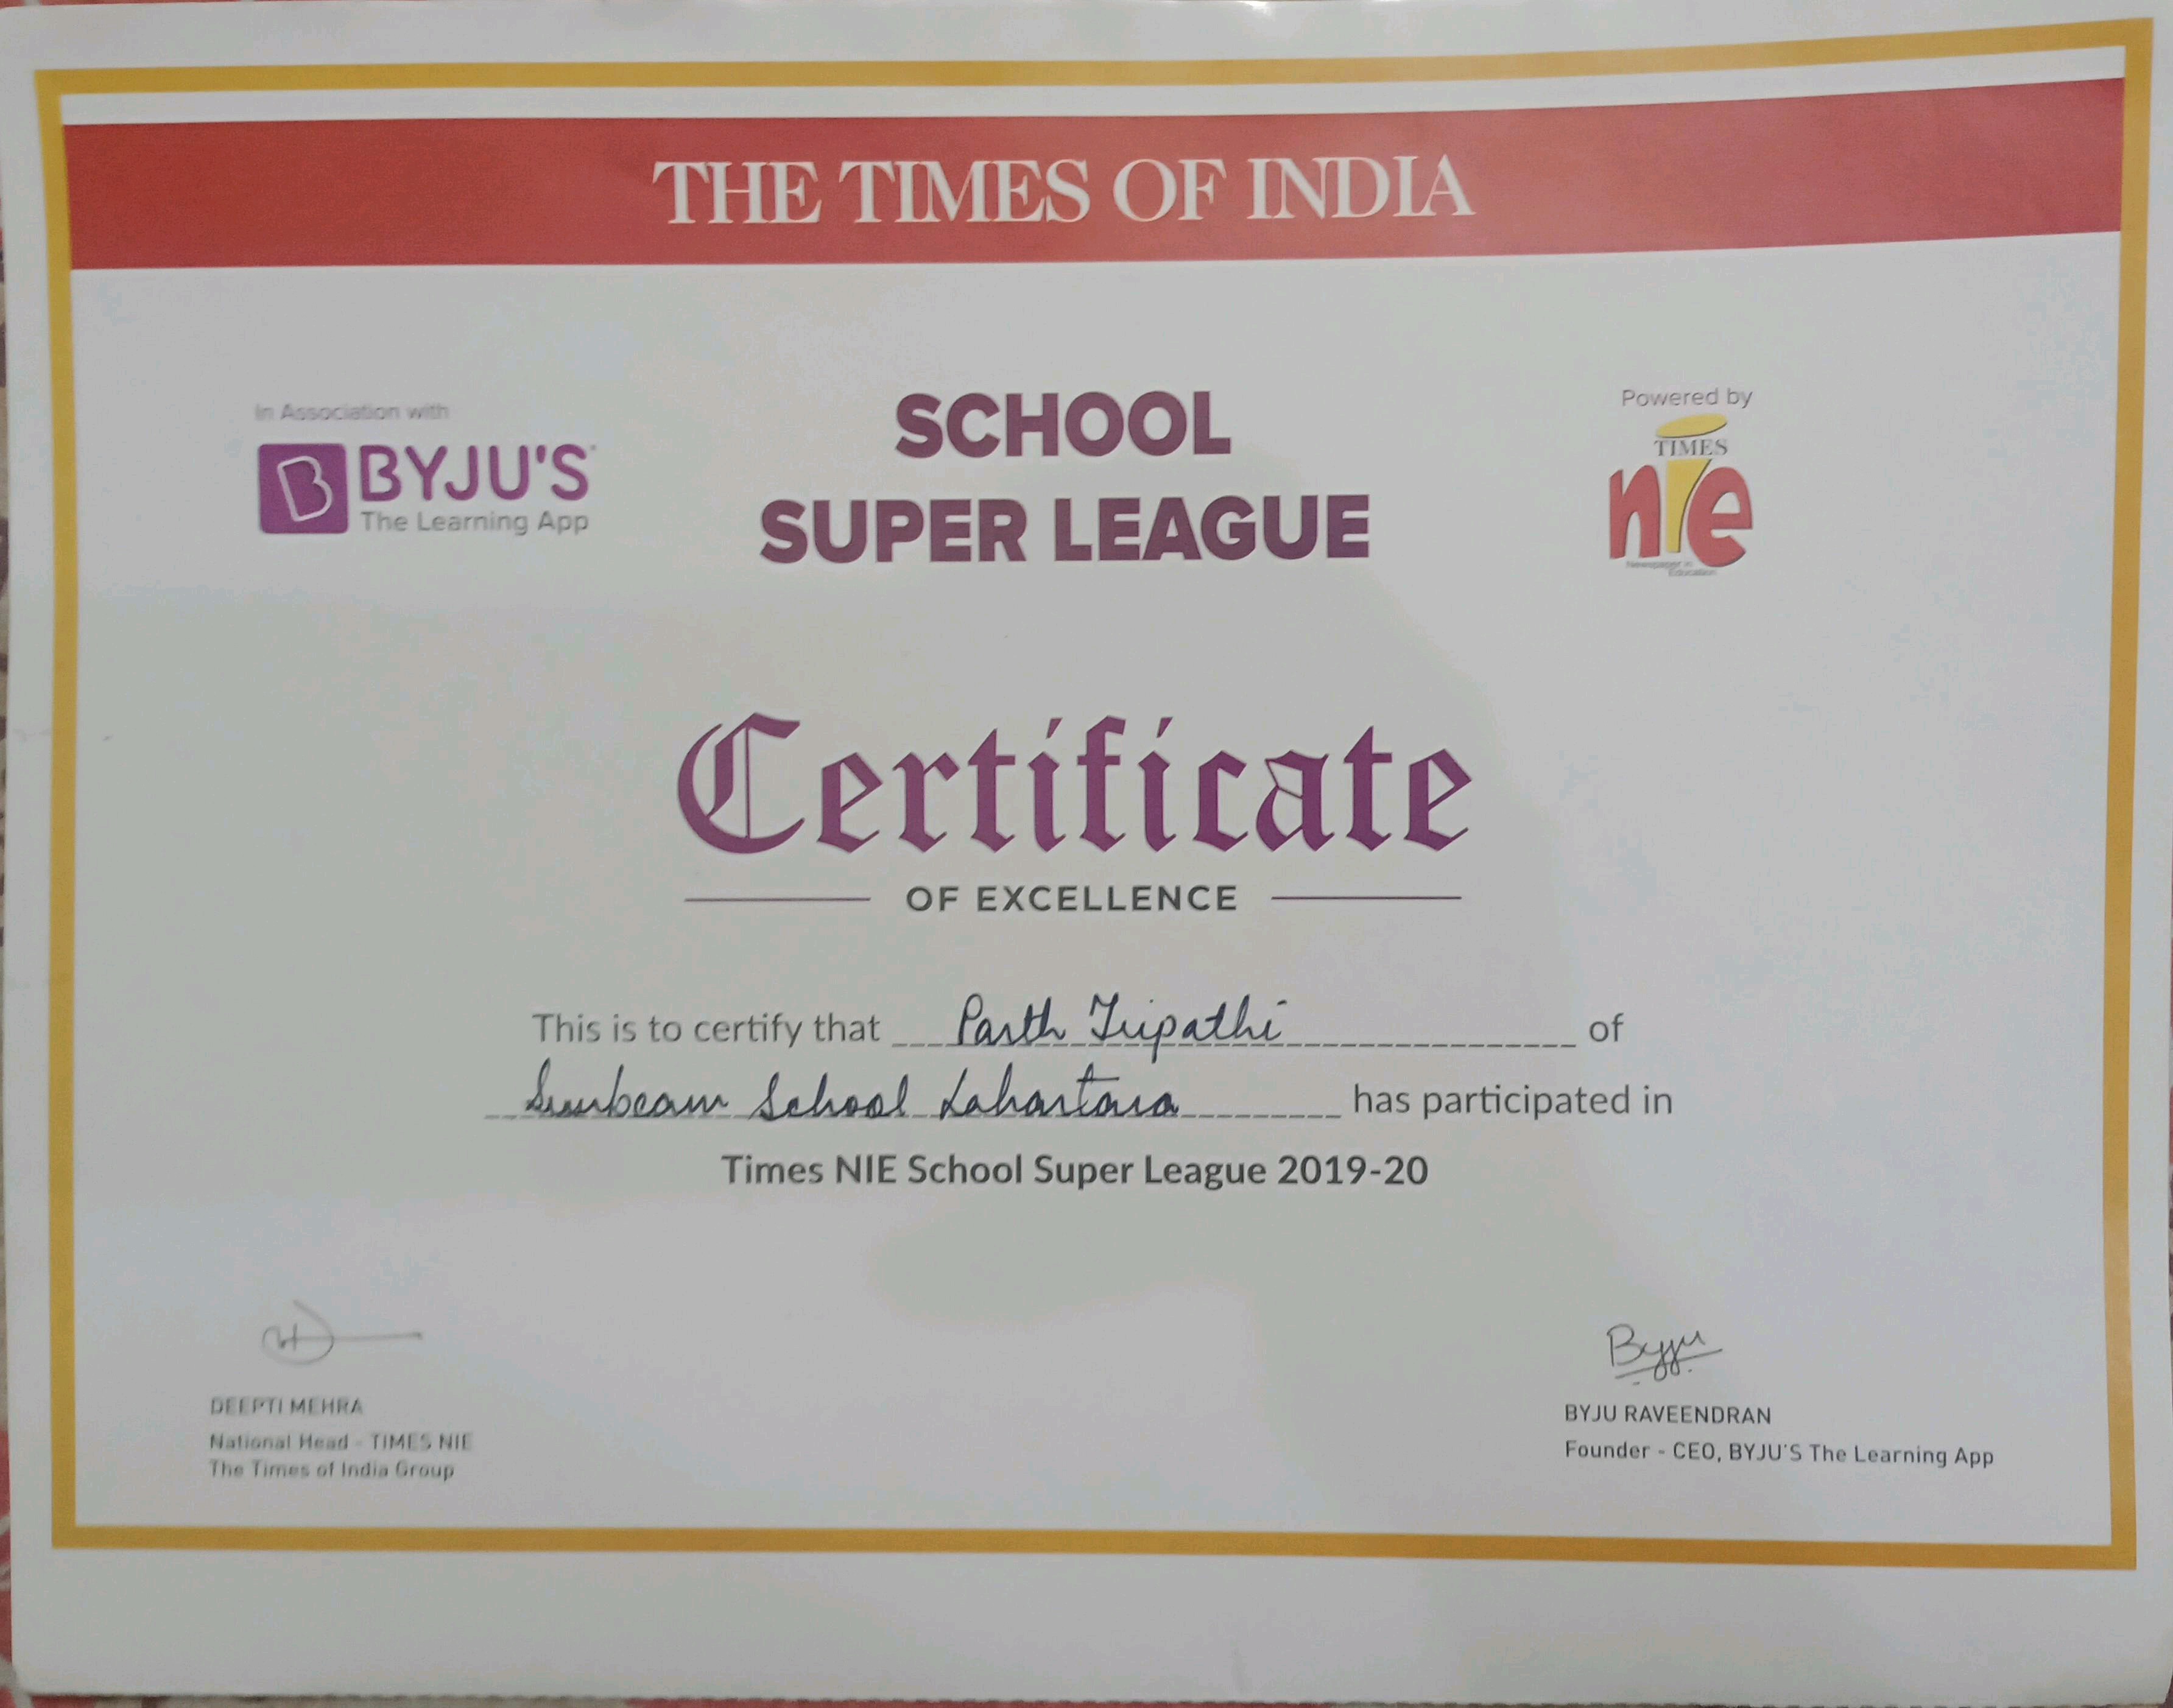 THE TIMES OF INDIA
In Association with
BYJU'S
The Learning App
SCHOOL
SUPER LEAGUE
Powered by
TIMES
nie
Newspaper in
Education
Certificate
OF EXCELLENCE
This is to certify that Parth Tripathi of
Sunbeam School Lahartara has participated in
Times NIE School Super League 2019-20
DEEPTI MEHRA
National Head - TIMES NIE
The Times of India Group
Byju
BYJU RAVEENDRAN
Founder - CEO, BYJU'S The Learning App